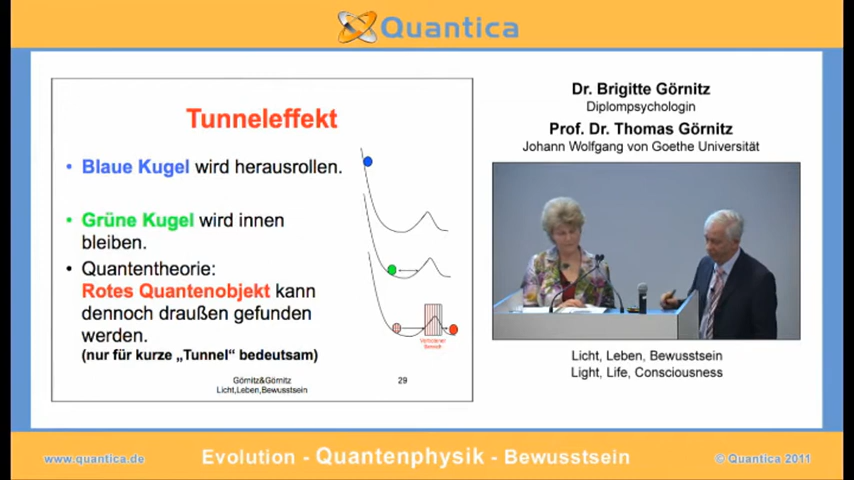 Quantica
Tunneleffekt
• Blaue Kugel wird herausrollen.
• Grüne Kugel wird innen
bleiben.
• Quantentheorie:
Rotes Quantenobjekt kann
dennoch draußen gefunden
werden.
(nur für kurze „Tunnel“ bedeutsam)
Verbotener
Bereich
Görnitz&Görnitz
Licht,Leben,Bewusstsein
29
Dr. Brigitte Görnitz
Diplompsychologin
Prof. Dr. Thomas Görnitz
Johann Wolfgang von Goethe Universität
Licht, Leben, Bewusstsein
Light, Life, Consciousness
www.quantica.de
Evolution - Quantenphysik - Bewusstsein
© Quantica 2011